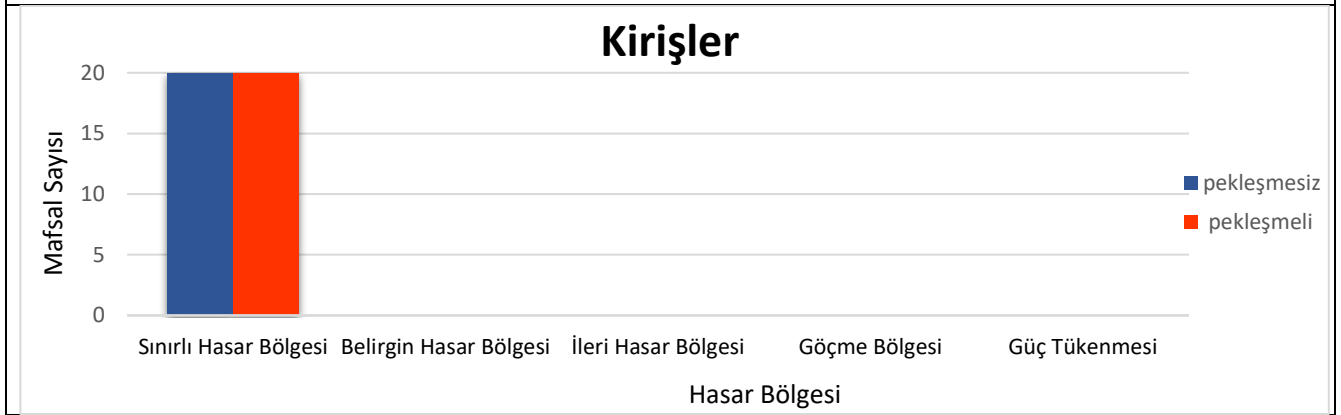 Kirişler
20
15
10
5
0
Mafsal Sayısı
Sınırlı Hasar Bölgesi Belirgin Hasar Bölgesi İleri Hasar Bölgesi Göçme Bölgesi Güç Tükenmesi
Hasar Bölgesi
pekleşmesiz
pekleşmeli